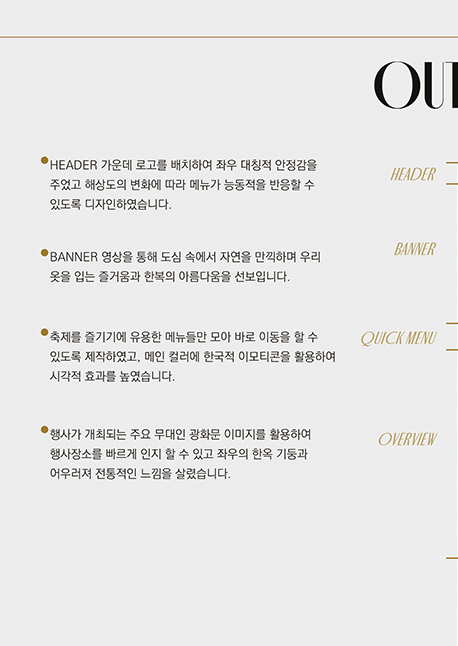 OUT
HEADER 가운데 로고를 배치하여 좌우 대칭적 안정감을
주었고 해상도의 변화에 따라 메뉴가 능동적을 반응할 수
있도록 디자인하였습니다.
HEADER
BANNER 영상을 통해 도심 속에서 자연을 만끽하며 우리
옷을 입는 즐거움과 한복의 아름다움을 선보입니다.
BANNER
축제를 즐기기에 유용한 메뉴들만 모아 바로 이동을 할 수
있도록 제작하였고, 메인 컬러에 한국적 이모티콘을 활용하여
시각적 효과를 높였습니다.
QUICK MENU
행사가 개최되는 주요 무대인 광화문 이미지를 활용하여
행사장소를 빠르게 인지 할 수 있고 좌우의 한옥 기둥과
어우러져 전통적인 느낌을 살렸습니다.
OVERVIEW